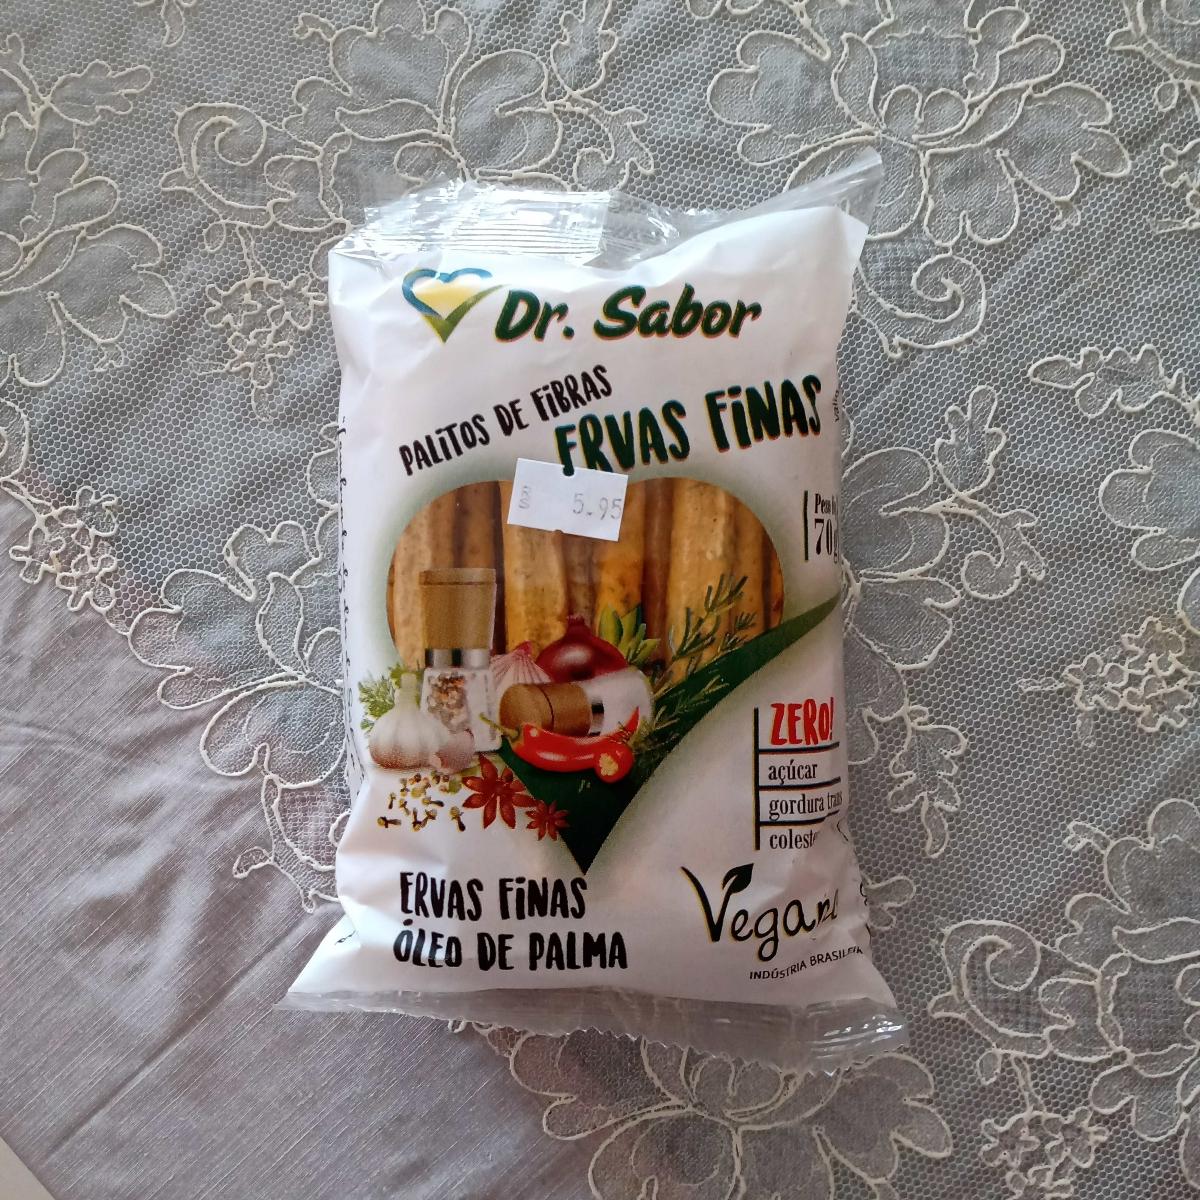 Dr. Sabor
PALITOS DE FIBRAS
ERVAS FINAS
5.95
70g
ZERO!
açúcar
gordura trans
Vegano
ERVAS FINAS
ÓLEO DE PALMA
INDÚSTRIA BRASILEIRA